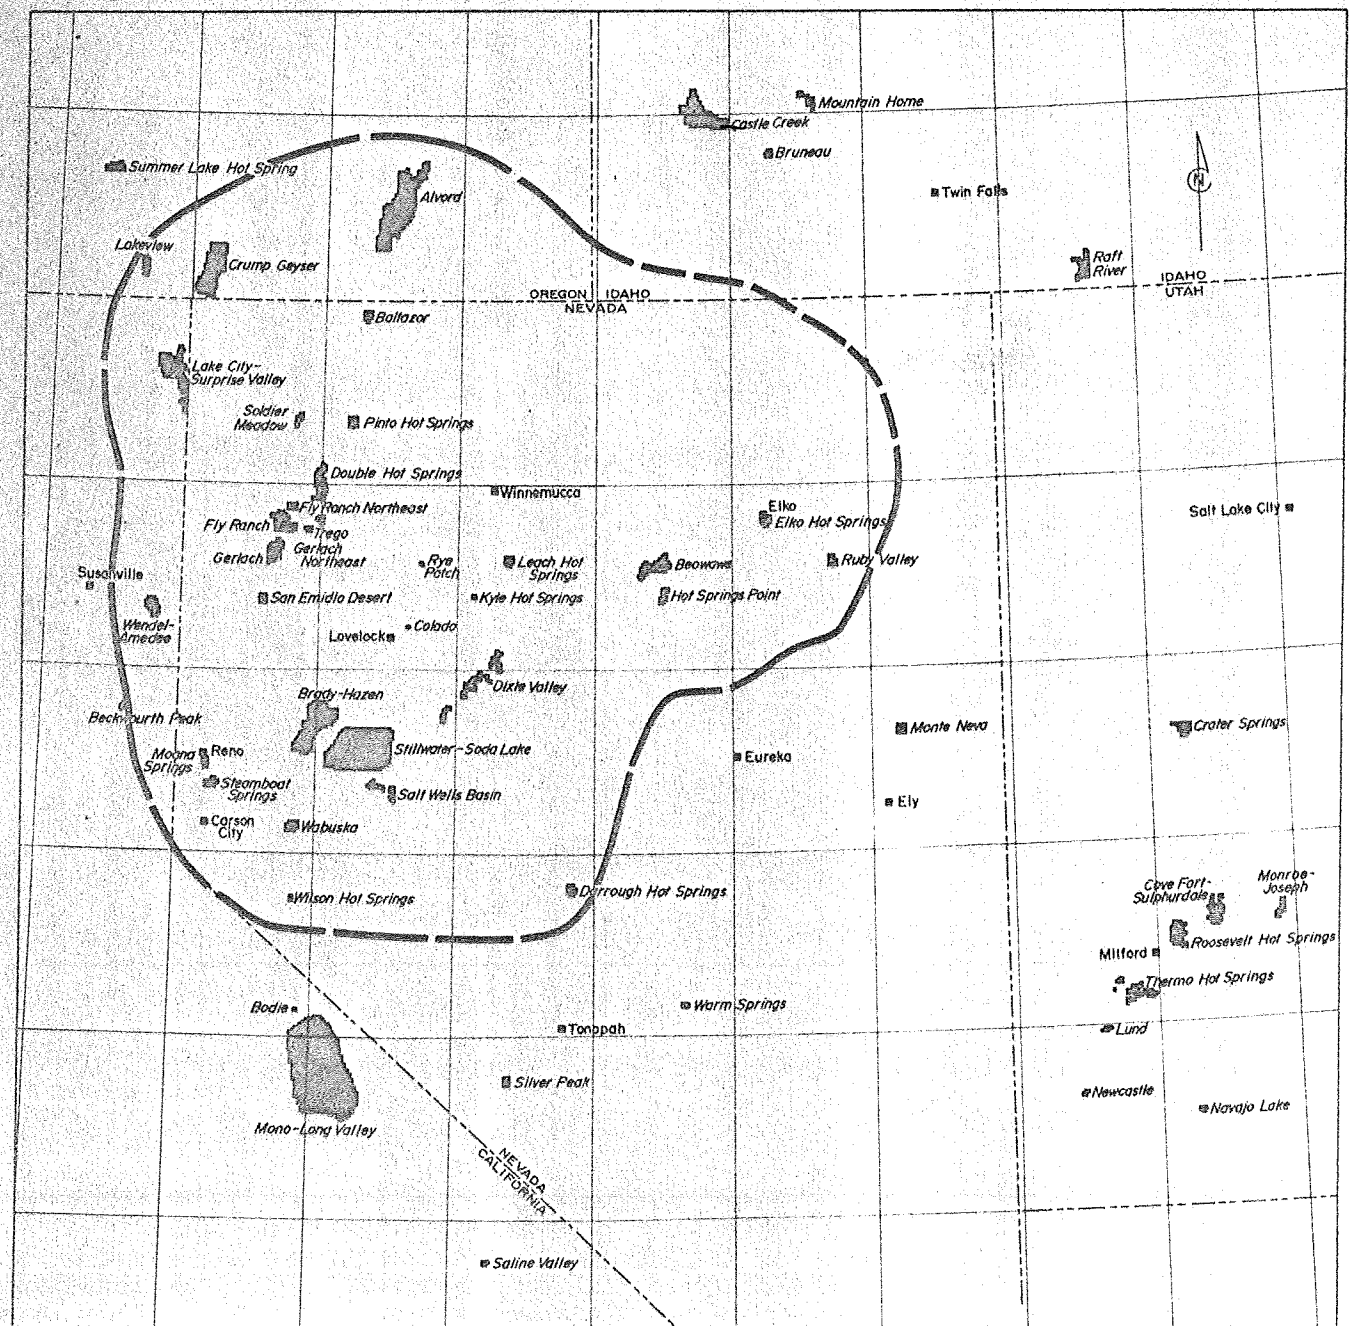 Mountain Home
Castle Creek
Bruneau
Summer Lake Hot Spring
Alvord
Twin Falls
N
Lakeview
Crump Geyser
Raft
River
IDAHO
UTAH
OREGON IDAHO
NEVADA
Baltazor
Lake City-
Surprise Valley
Soldier
Meadow
Pinto Hot Springs
Double Hot Springs
Winnemucca
Fly Ranch Northeast
Elko
Elko Hot Springs
Salt Lake City
Fly Ranch
Trego
Gerlach
Gerlach
Northeast
Rye
Patch
Leach Hot
Springs
Beowawe
Ruby Valley
Susanville
San Emidio Desert
Kyle Hot Springs
Hot Springs Point
Wendel-
Amedee
Lovelock
Colado
Dixie Valley
Brady-Hazen
Beckwourth Peak
Stillwater-Soda Lake
Monte Neva
Crater Springs
Moana
Springs
Reno
Eureka
Steamboat
Springs
Salt Wells Basin
Ely
Carson
City
Wabuska
Wilson Hot Springs
Darrough Hot Springs
Cove Fort-
Sulphurdale
Monroe-
Joseph
Roosevelt Hot Springs
Milford
Thermo Hot Springs
Bodie
Warm Springs
Tonopah
Lund
Silver Peak
Newcastle
Navajo Lake
Mono-Long Valley
NEVADA
CALIFORNIA
Saline Valley